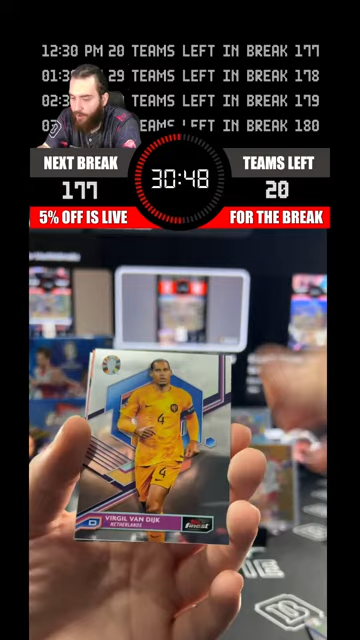 12:30 PM 20 TEAMS LEFT IN BREAK 177
01:3 29 TEAMS LEFT IN BREAK 178
02:3 TEAMS LEFT IN BREAK 179
TEAMS LEFT IN BREAK 180
NEXT BREAK
177
30:48
TEAMS LEFT
20
5% OFF IS LIVE
FOR THE BREAK
4
4
D
VIRGIL VAN DIJK
NETHERLANDS
finest